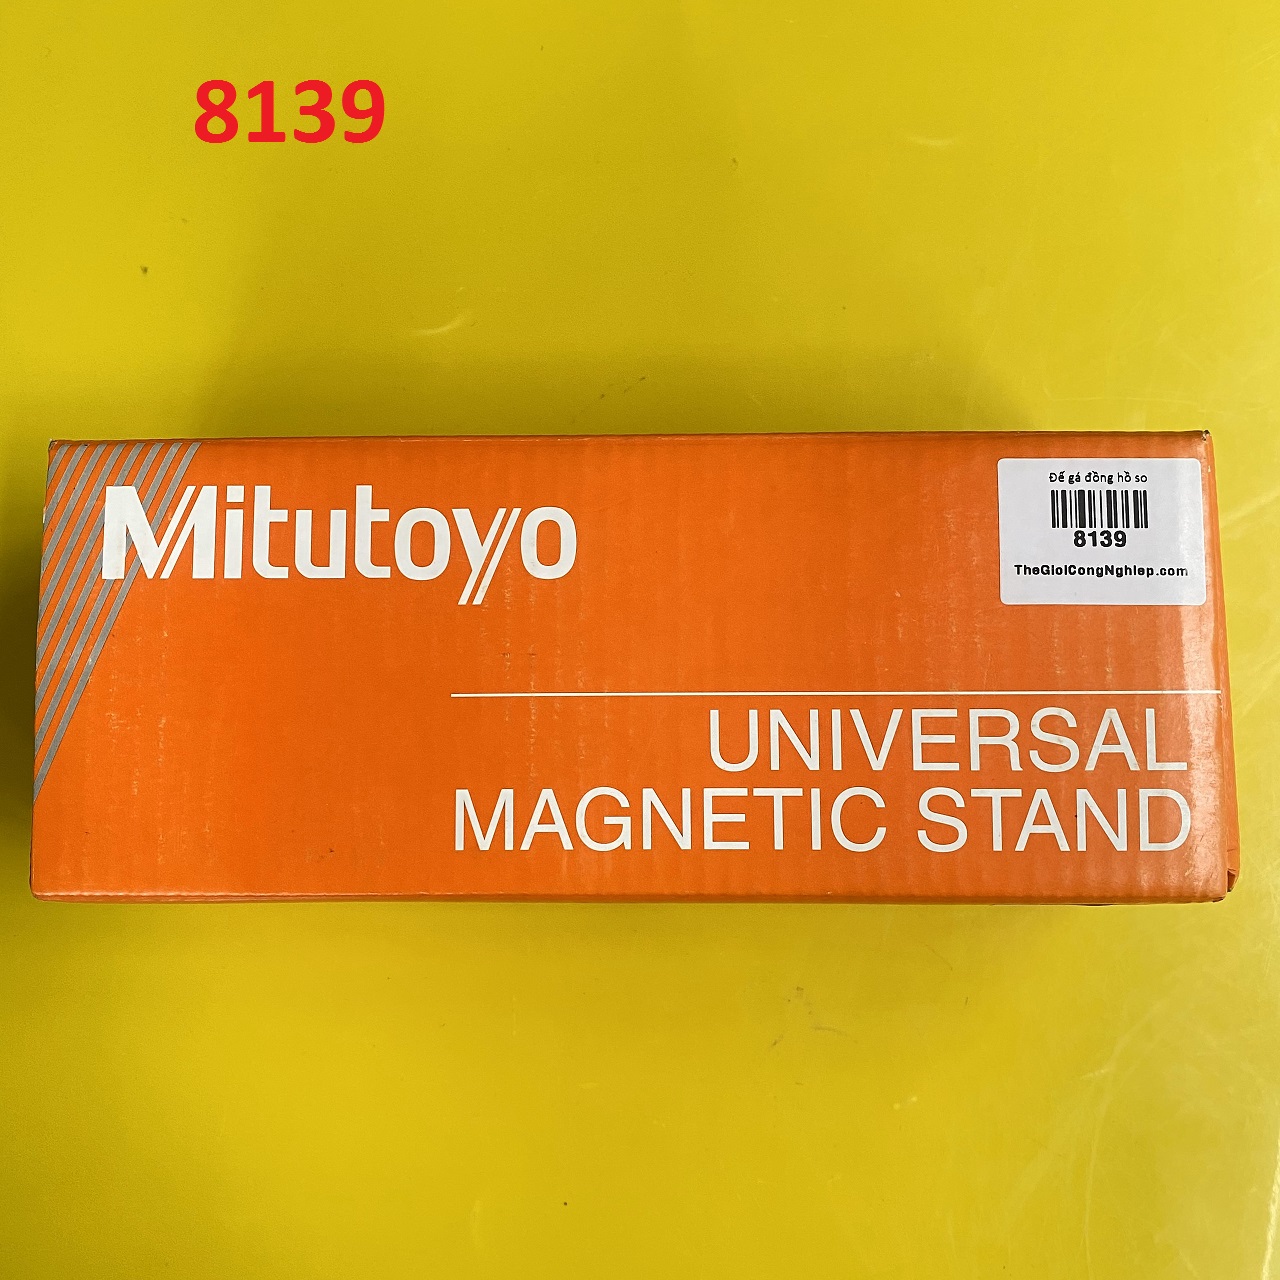 8139
Mitutoyo
Đế gá đồng hồ so
8139
TheGioiCongNghiep.com
UNIVERSAL
MAGNETIC STAND